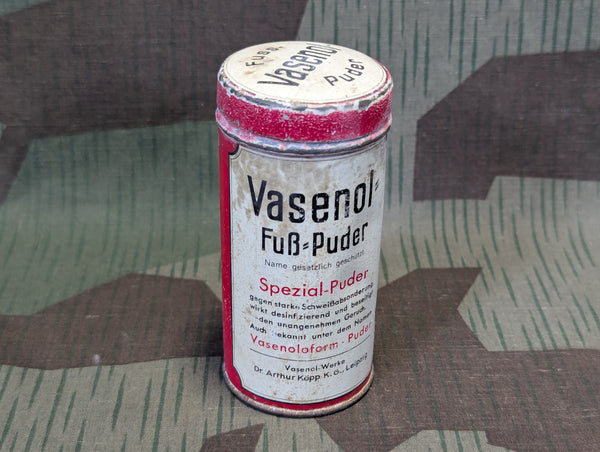 Fuss
Vasenol
Puder
Vasenol=
Fuß=Puder
Name gesetzlich geschützt
Spezial-Puder
gegen starke Schweißabsonderung
wirkt desinfizierend und beseitigt
den unangenehmen Geruch.
Auch bekannt unter dem Namen
Vasenoloform-Puder
Vasenol-Werke
Dr. Arthur Köpp K.G., Leipzig